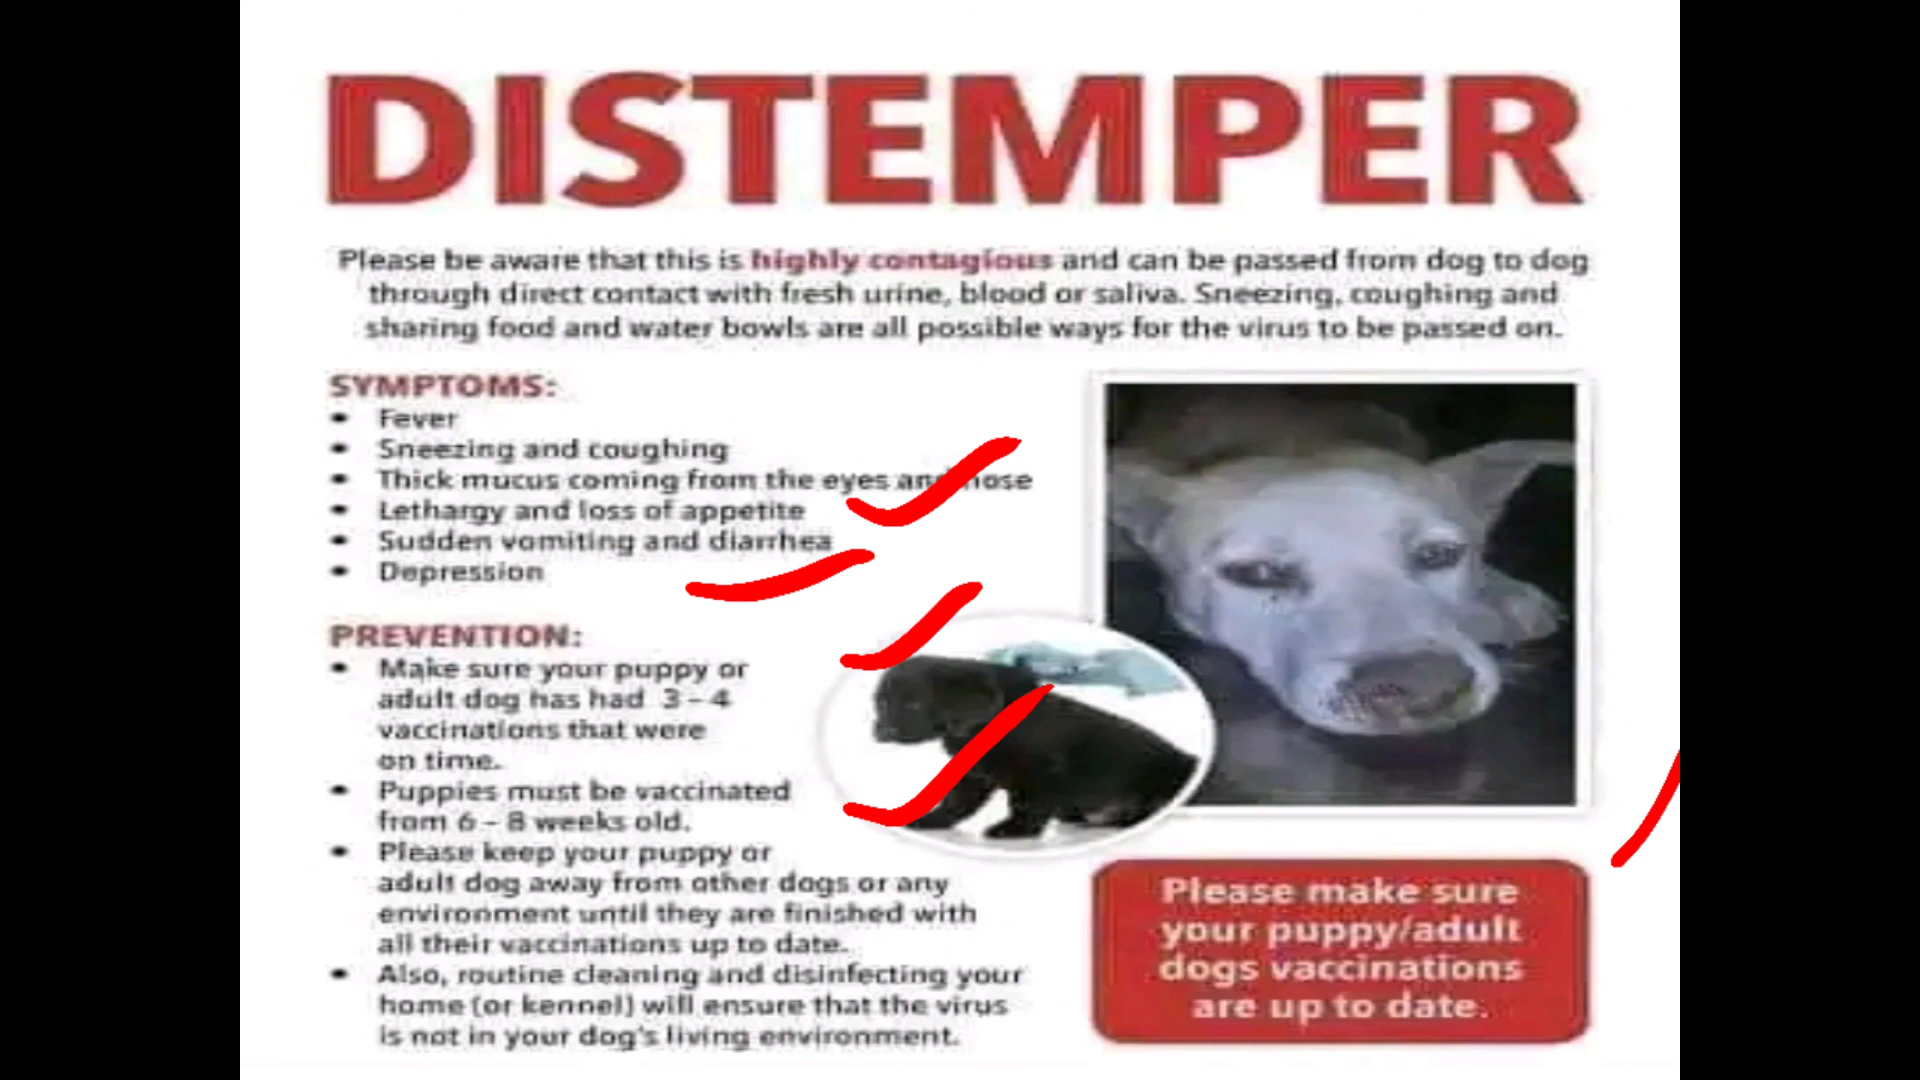 DISTEMPER
Please be aware that this is highly contagious and can be passed from dog to dog
through direct contact with fresh urine, blood or saliva. Sneezing, coughing and
sharing food and water bowls are all possible ways for the virus to be passed on.
SYMPTOMS:
• Fever
• Sneezing and coughing
• Thick mucus coming from the eyes and nose
• Lethargy and loss of appetite
• Sudden vomiting and diarrhea
• Depression
PREVENTION:
• Make sure your puppy or
adult dog has had 3 – 4
vaccinations that were
on time.
• Puppies must be vaccinated
from 6 – 8 weeks old.
• Please keep your puppy or
adult dog away from other dogs or any
environment until they are finished with
all their vaccinations up to date.
• Also, routine cleaning and disinfecting your
home (or kennel) will ensure that the virus
is not in your dog's living environment.
Please make sure
your puppy/adult
dogs vaccinations
are up to date.